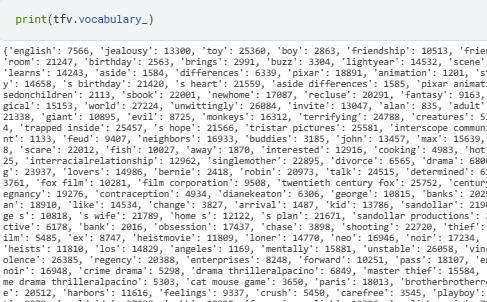 print(tfv.vocabulary_)
{'english': 7566, 'jealousy': 13300, 'toy': 25360, 'boy': 2863, 'friendship': 10513, 'frie
'room': 21247, 'birthday': 2563, 'brings': 2991, 'buzz': 3304, 'lightyear': 14532, 'scene'
'learns': 14243, 'aside': 1584, 'differences': 6339, 'pixar': 18891, 'animation': 1201, 's
y': 14658, 's birthday': 21420, 's heart': 21559, 'aside differences': 1585, 'pixar animat
sedonchildren': 2113, 'sbook': 22001, 'newhome': 17087, 'recluse': 20291, 'fantasy': 9163,
gical': 15153, 'world': 27224, 'unwittingly': 26084, 'invite': 13047, 'alan': 835, 'adult'
21338, 'giant': 10895, 'evil': 8725, 'monkeys': 16312, 'terrifying': 24788, 'creatures': 5
4, 'trapped inside': 25457, 's hope': 21566, 'tristar pictures': 25581, 'interscope commun
nt': 1133, 'feud': 9407, 'neighbors': 16933, 'buddies': 3185, 'john': 13457, 'max': 15639,
8, 'scare': 22012, 'fish': 10027, 'away': 1870, 'interested': 12916, 'cooking': 4983, 'hot
25, 'interracialrelationship': 12962, 'singlemother': 22895, 'divorce': 6565, 'drama': 680
g': 23937, 'lovers': 14986, 'bernie': 2418, 'robin': 20973, 'talk': 24515, 'determined': 6
3761, 'fox film': 10281, 'film corporation': 9508, 'twentieth century fox': 25752, 'century
egnancy': 19276, 'contraception': 4934, 'dianekeaton': 6306, 'george': 10815, 'banks': 202
an': 18910, 'like': 14534, 'change': 3827, 'arrival': 1487, 'kid': 13786, 'sandollar': 219
ge s': 10818, 's wife': 21789, 'home s': 12122, 's plan': 21671, 'sandollar productions':
ctive': 6178, 'bank': 2016, 'obsession': 17437, 'chase': 3898, 'shooting': 22720, 'thief':
ilm': 5485, 'ex': 8747, 'heistmovie': 11809, 'loner': 14770, 'neo': 16946, 'noir': 17234,
'heists': 11810, 'los': 14829, 'angeles': 1169, 'mentally': 15881, 'unstable': 26058, 'vin
olence': 26385, 'regency': 20388, 'enterprises': 8248, 'forward': 10251, 'pass': 18107, 'en
noir': 16948, 'crime drama': 5298, 'drama thrilleralpacino': 6849, 'master thief': 15584,
me drama thrilleralpacino': 5303, 'cat mouse game': 3650, 'paris': 18013, 'brotherbrother
e': 20512, 'harbors': 11616, 'feelings': 9337, 'crush': 5450, 'carefree': 3545, 'playboy':